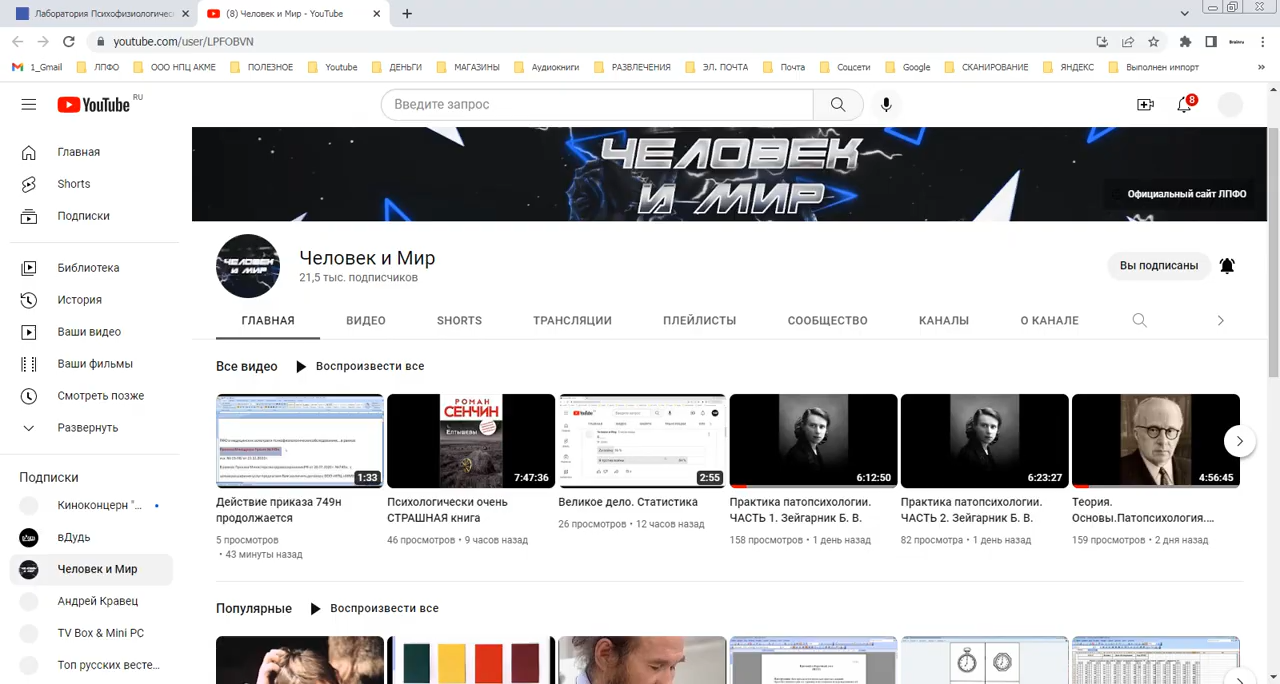 Лаборатория Психофизиологичес
(8) Человек и Мир - YouTube
youtube.com/user/LPFOBVN
1_Gmail
ЛПФО
ООО НПЦ АКМЕ
ПОЛЕЗНОЕ
Youtube
ДЕНЬГИ
МАГАЗИНЫ
Аудиокниги
РАЗВЛЕЧЕНИЯ
ЭЛ. ПОЧТА
Почта
Соцсети
Google
СКАНИРОВАНИЕ
ЯНДЕКС
Выполнен импорт
YouTube RU
Введите запрос
8
Главная
Shorts
Подписки
Библиотека
История
Ваши видео
Ваши фильмы
Смотреть позже
Развернуть
Подписки
Киноконцерн "...
вДудь
Человек и Мир
Андрей Кравец
TV Box & Mini PC
Топ русских вестe...
ЧЕЛОВЕК
И МИР
Официальный сайт ЛПФО
Человек и Мир
21,5 тыс. подписчиков
Вы подписаны
ГЛАВНАЯ
ВИДЕО
SHORTS
ТРАНСЛЯЦИИ
ПЛЕЙЛИСТЫ
СООБЩЕСТВО
КАНАЛЫ
О КАНАЛЕ
Все видео
Воспроизвести все
1:33
Действие приказа 749н
продолжается
5 просмотров
• 43 минуты назад
РОМАН
СЕНЧИН
ЕЛТЫШЕВЫ
7:47:36
Психологически очень
СТРАШНАЯ книга
46 просмотров • 9 часов назад
2:55
Великое дело. Статистика
26 просмотров • 12 часов назад
6:12:50
Практика патопсихологии.
ЧАСТЬ 1. Зейгарник Б. В.
158 просмотров • 1 день назад
6:23:27
Практика патопсихологии.
ЧАСТЬ 2. Зейгарник Б. В.
82 просмотра • 1 день назад
4:56:45
Теория.
Основы.Патопсихология....
159 просмотров • 2 дня назад
Популярные
Воспроизвести все